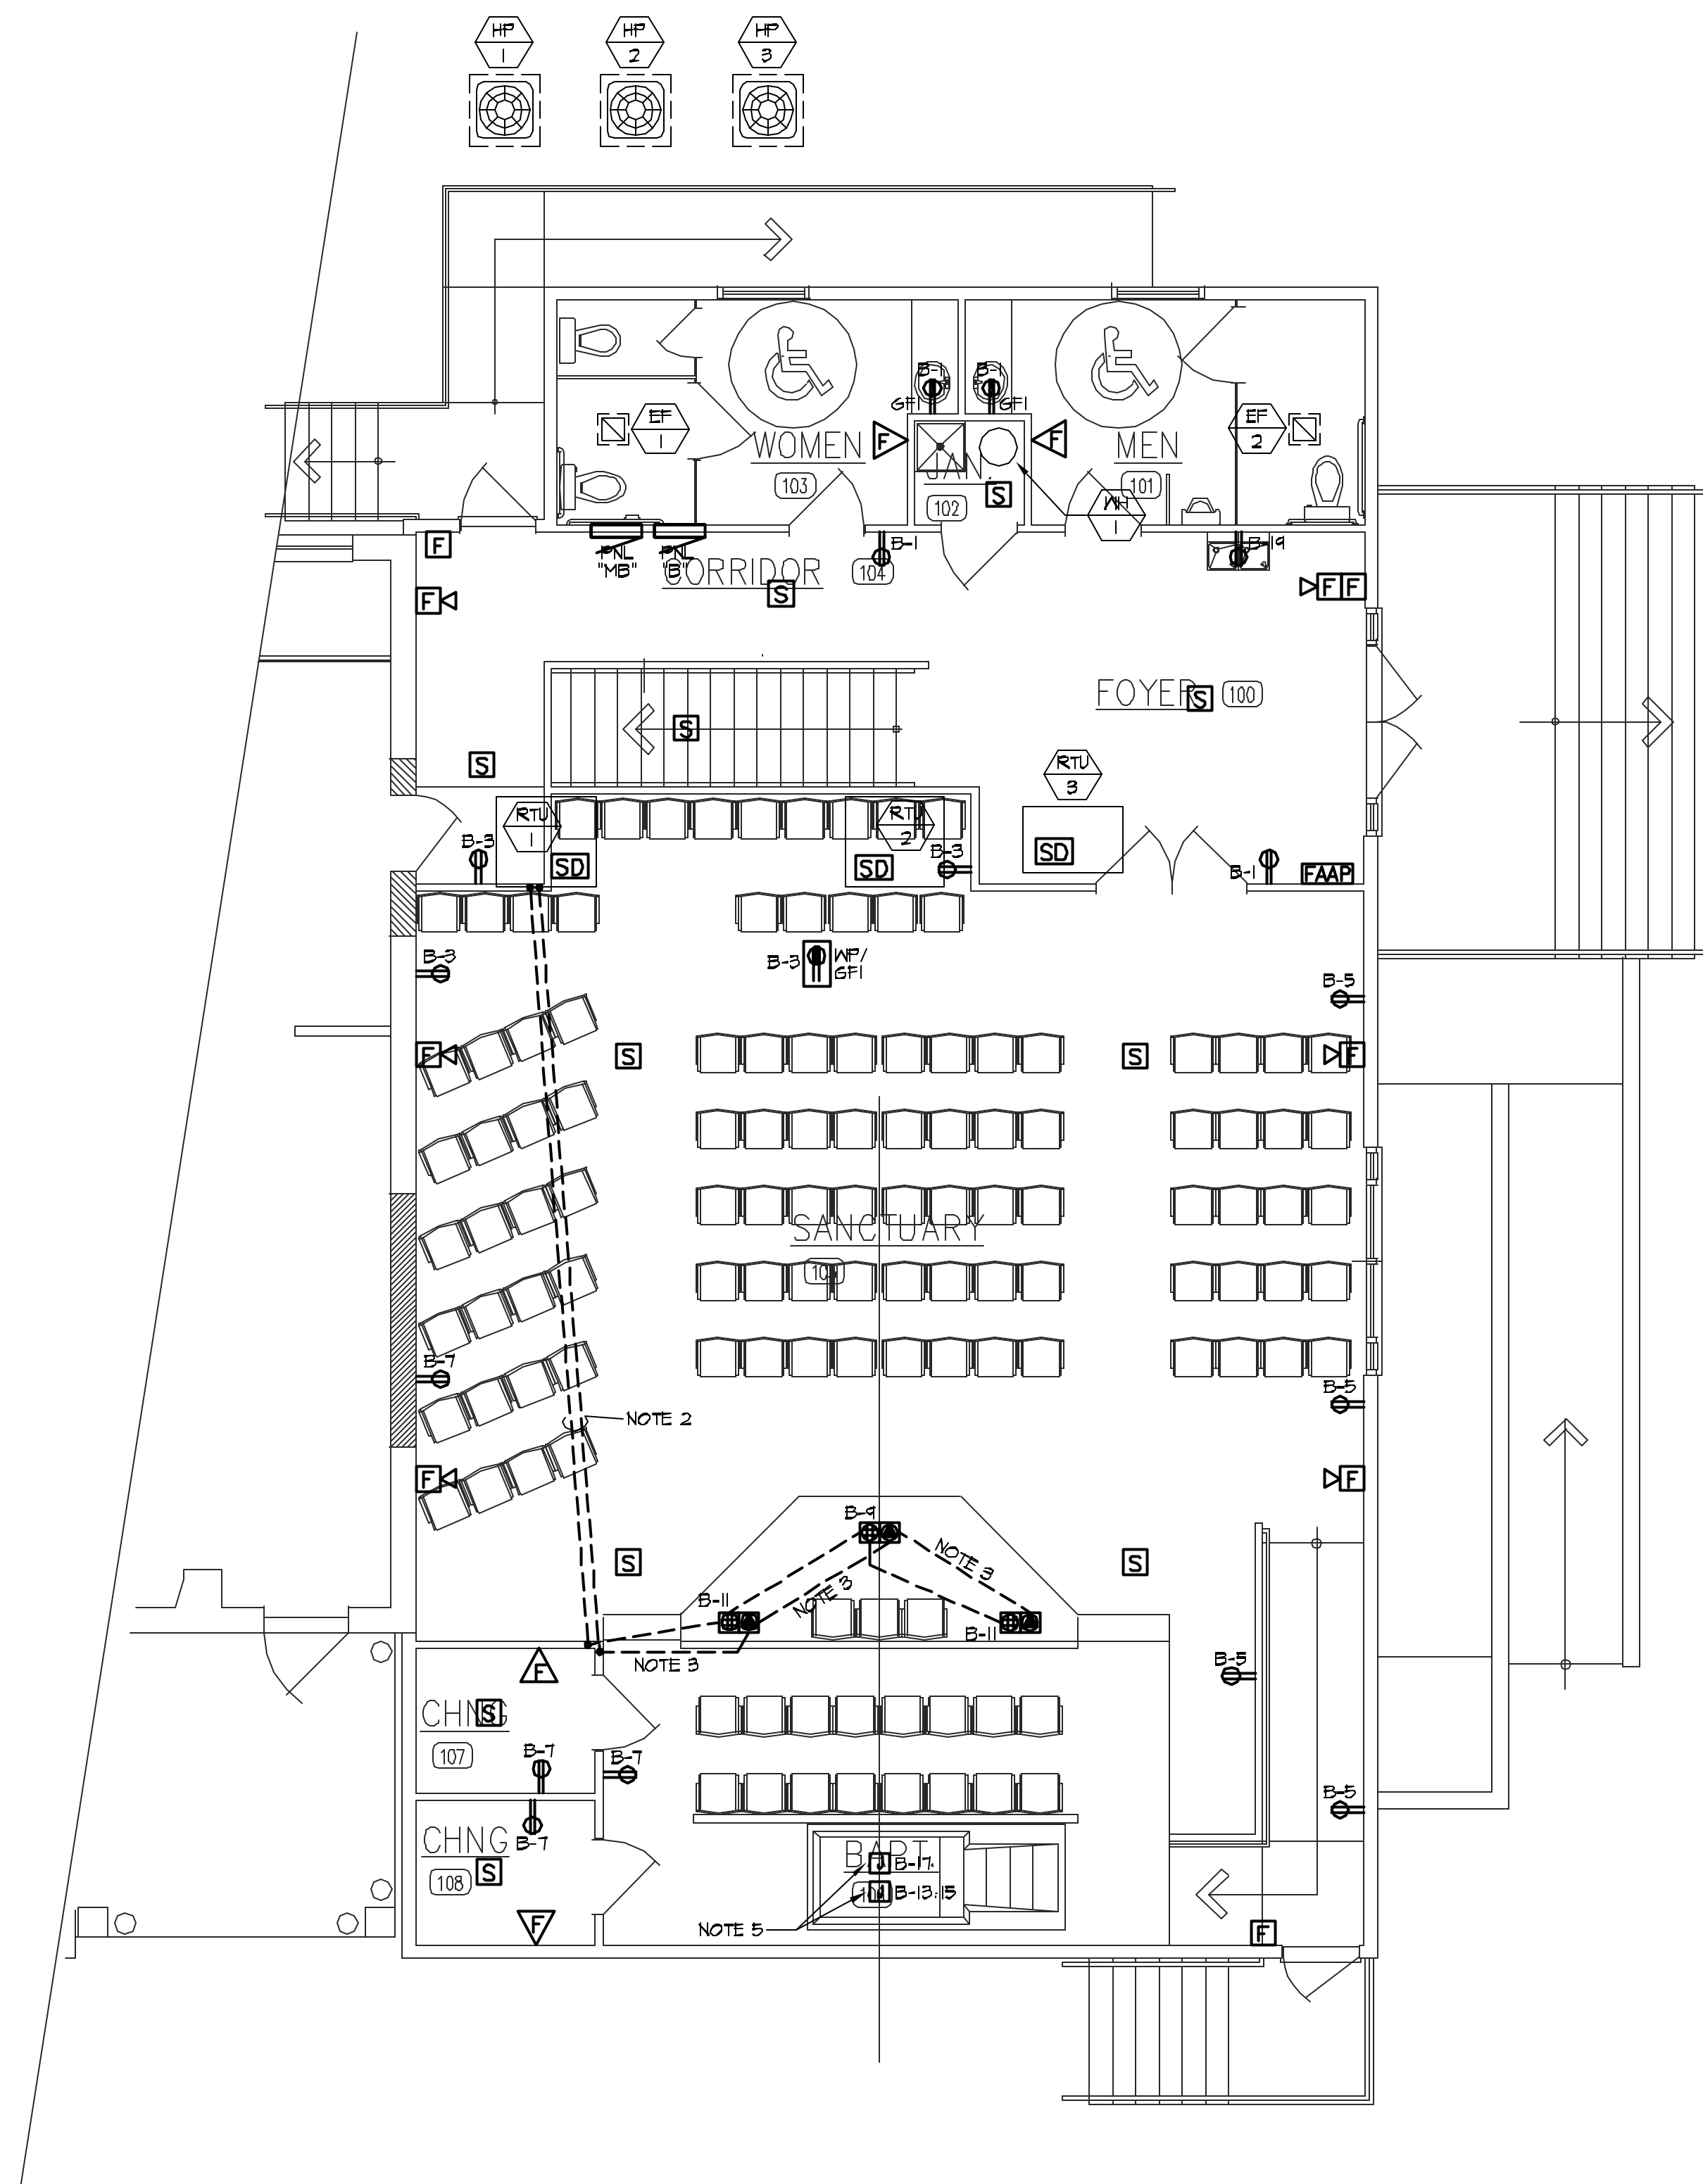 HP HP HP
1 2 3
B-1 B-1
GFI GFI
EF
1
WOMEN
103
F F
MEN
101
EF
2
JAN.
102
S
WH
1
F
PNL PNL
"MB" "B"
CORRIDOR
104
B-1
B-19
S
F
F F
FOYER
S
100
S
S
RTU
3
RTU
1
RTU
2
B-3
SD
SD
B-3
SD
B-1
FAAP
B-3
B-3
WP/
GFI
B-5
F
S
S
F
SANCTUARY
B-7
B-5
NOTE 2
F
F
B-9
S
NOTE 3
S
B-11
NOTE 3
B-11
NOTE 3
F
B-5
CHNG
S
107
B-7
B-7
B-5
B-7
CHNG
108
S
BAPT.
J B-17
J B-13,15
NOTE 5
F
F